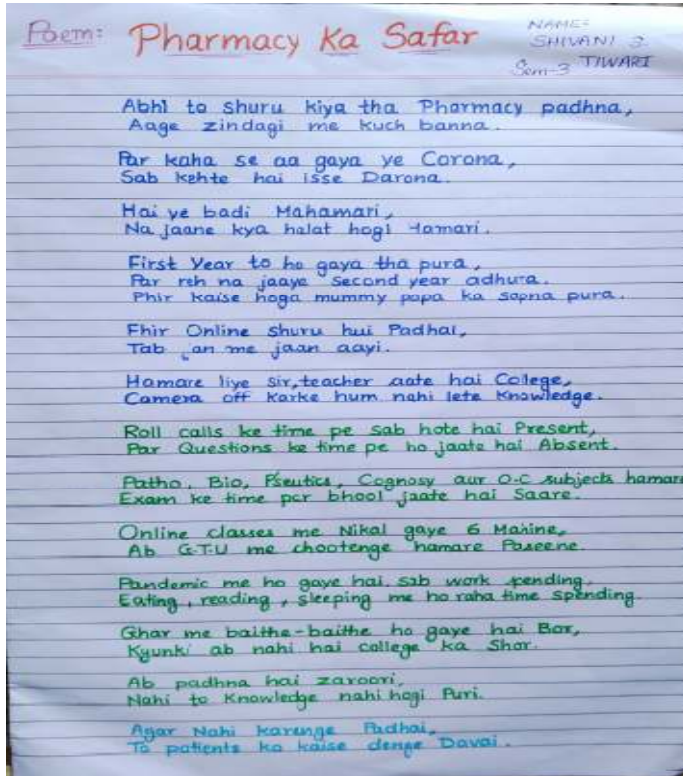 Poem: Pharmacy Ka Safar
NAME:
SHIVANI S.
TIWARI
Sem-3
Abhi to shuru kiya tha Pharmacy padhna,
Aage zindagi me kuch banna.
Par kaha se aa gaya ye Corona,
Sab kehte hai isse Darona.
Hai ye badi Mahamari,
Na jaane kya halat hogi Hamari.
First Year to ho gaya tha pura,
Par reh na jaaye second year adhura.
Phir kaise hoga mummy papa ka sapna pura.
Fhir Online shuru hui Padhai,
Tab jan me jaan aayi.
Hamare liye sir, teacher aate hai College,
Camera off karke hum nahi lete Knowledge.
Roll calls ke time pe sab hote hai Present,
Par Questions ke time pe ho jaate hai Absent.
Patho, Bio, P'seutics, Cognosy aur O-C subjects hamare
Exam ke time par bhool jaate hai Saare.
Online classes me Nikal gaye 6 Mahine,
Ab G.T.U me chootenge hamare Paseene.
Pandemic me ho gaye hai sab work pending,
Eating, reading, sleeping me ho raha time spending.
Ghar me baithe-baithe ho gaye hai Bor,
Kyunki ab nahi hai college ka Shor.
Ab padhna hai zaroori,
Nahi to Knowledge nahi hogi Puri.
Agar Nahi karenge Padhai,
To patients ko kaise denge Davai.